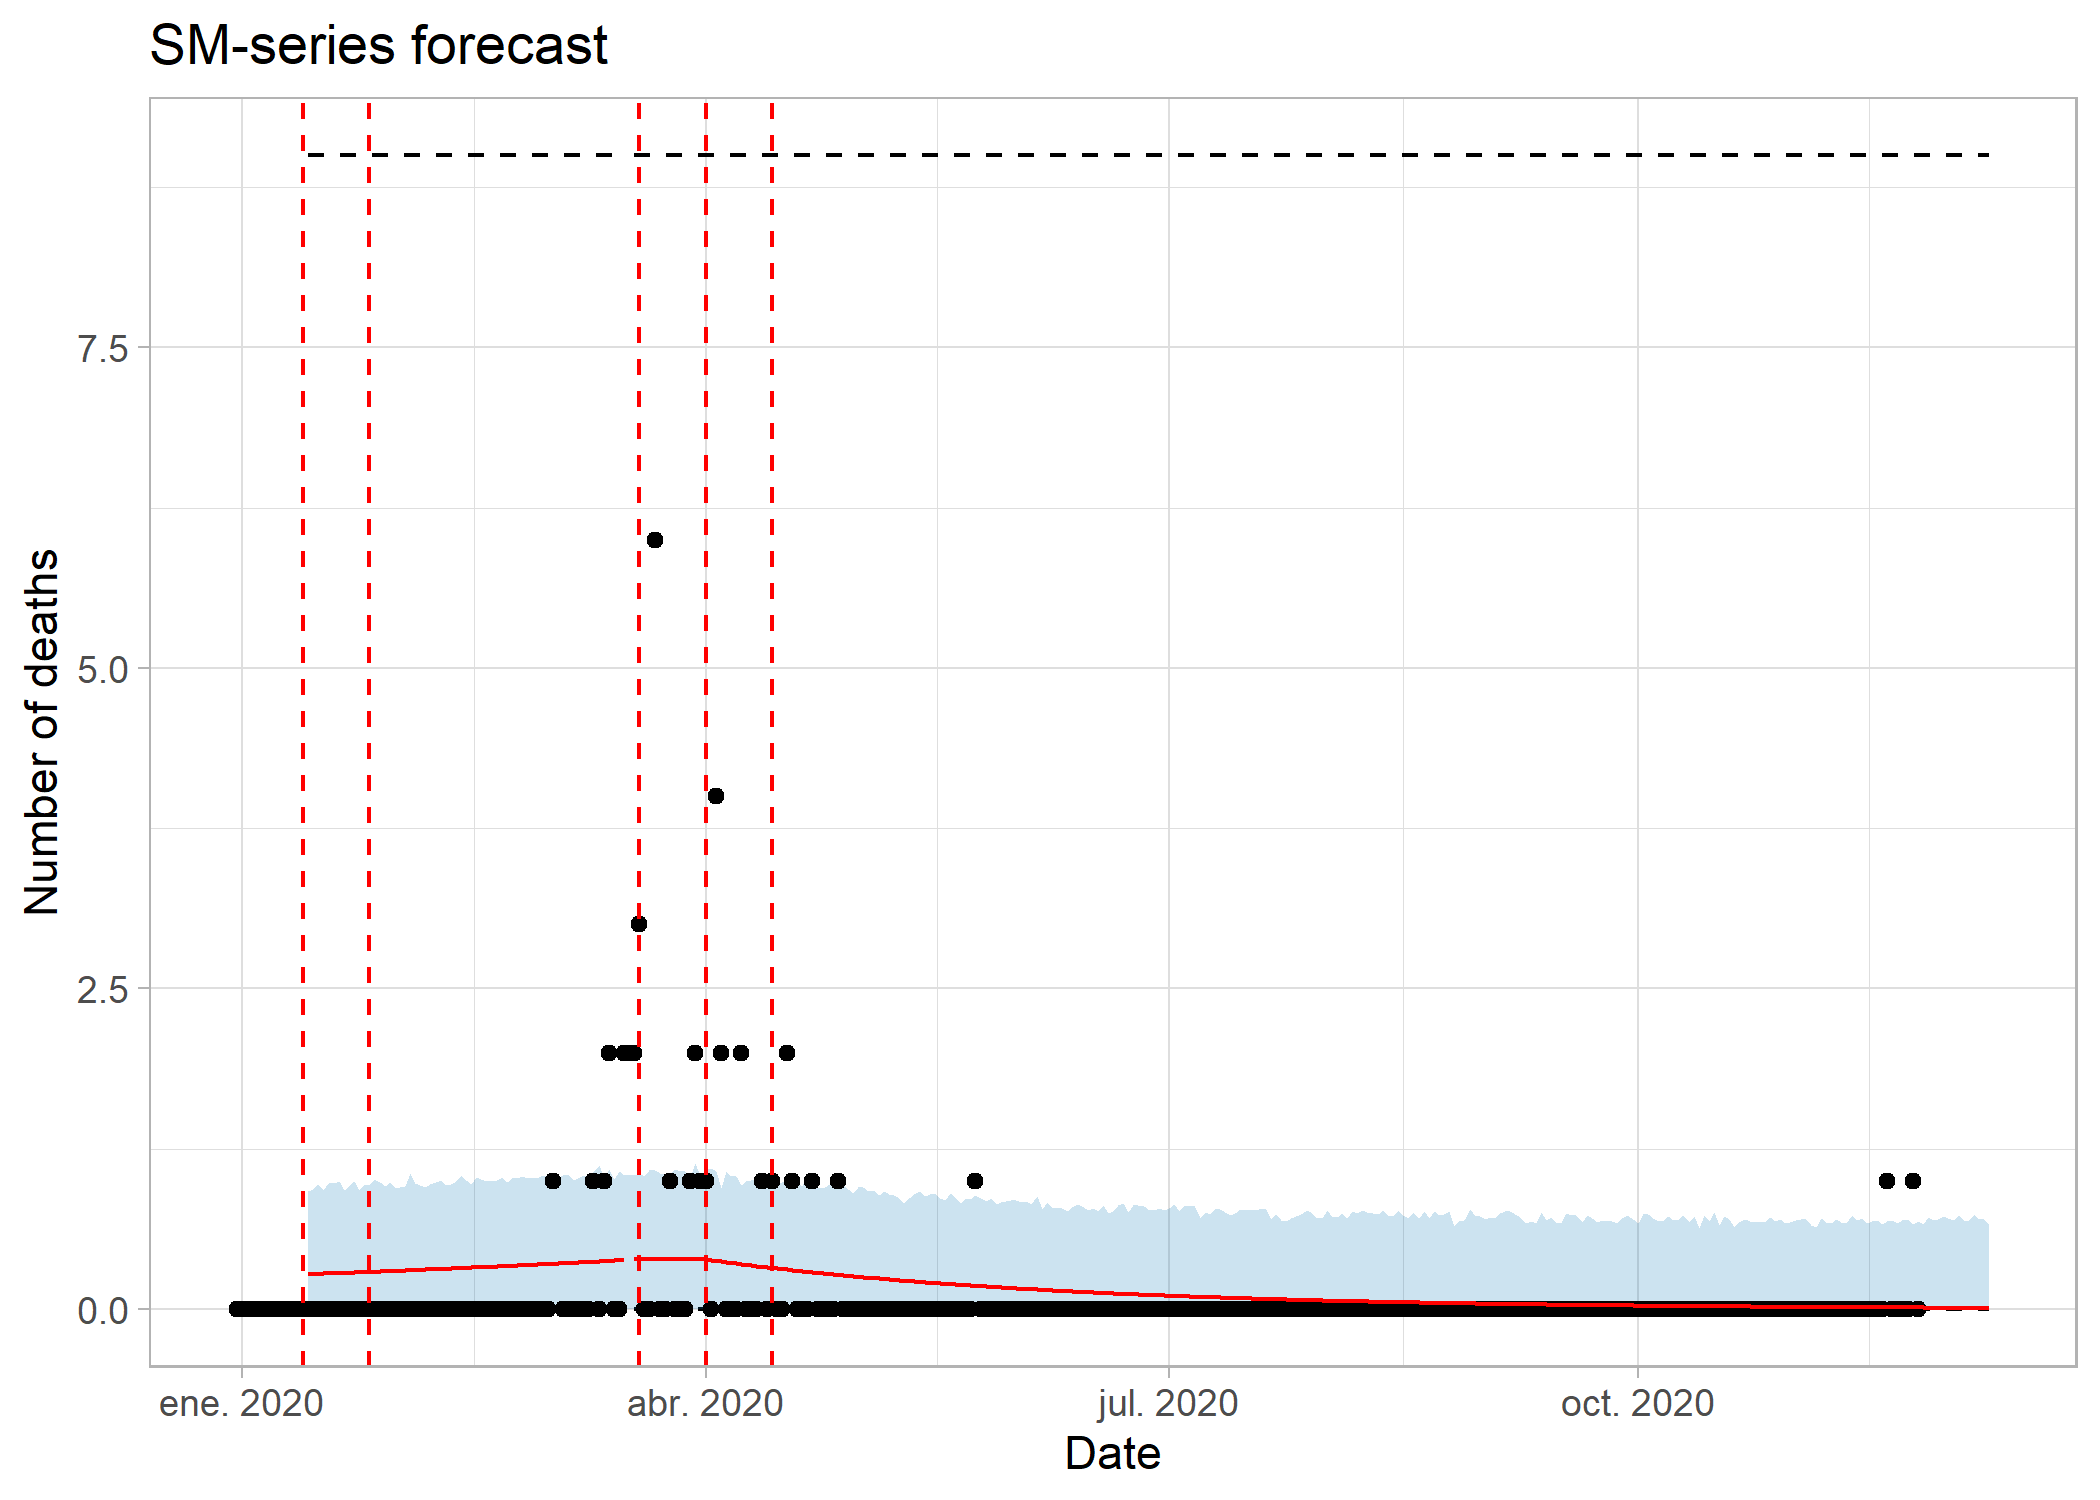 SM-series forecast
Number of deaths
7.5
5.0
2.5
0.0
ene. 2020
abr. 2020
jul. 2020
oct. 2020
Date